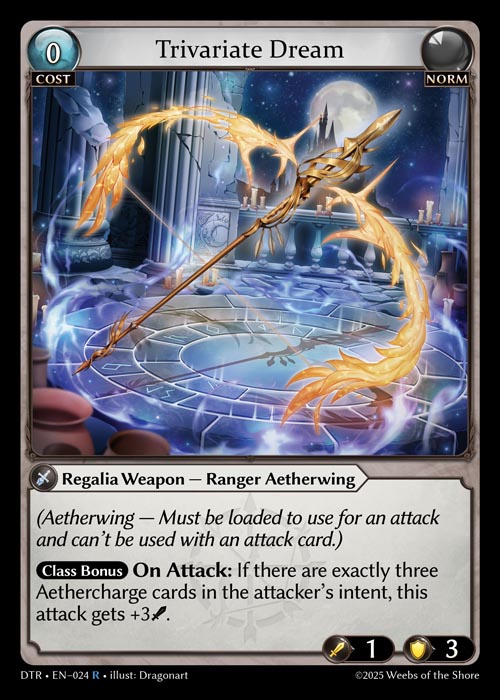 0
Trivariate Dream
COST
NORM
Regalia Weapon — Ranger Aetherwing
(Aetherwing — Must be loaded to use for an attack
and can't be used with an attack card.)
Class Bonus On Attack: If there are exactly three
Aethercharge cards in the attacker's intent, this
attack gets +3.
1
3
DTR • EN–024 R • illust: Dragonart
©2025 Weebs of the Shore